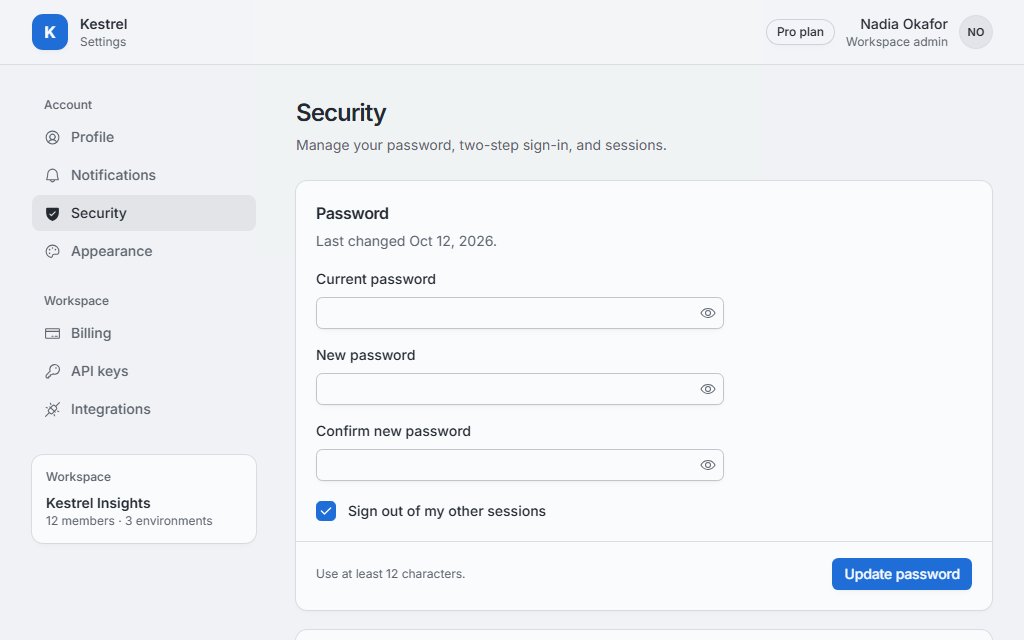 K
Kestrel
Settings
Pro plan
Nadia Okafor
Workspace admin
NO
Account
Profile
Notifications
Security
Appearance
Workspace
Billing
API keys
Integrations
Workspace
Kestrel Insights
12 members · 3 environments
Security
Manage your password, two-step sign-in, and sessions.
Password
Last changed Oct 12, 2026.
Current password
New password
Confirm new password
Sign out of my other sessions
Use at least 12 characters.
Update password